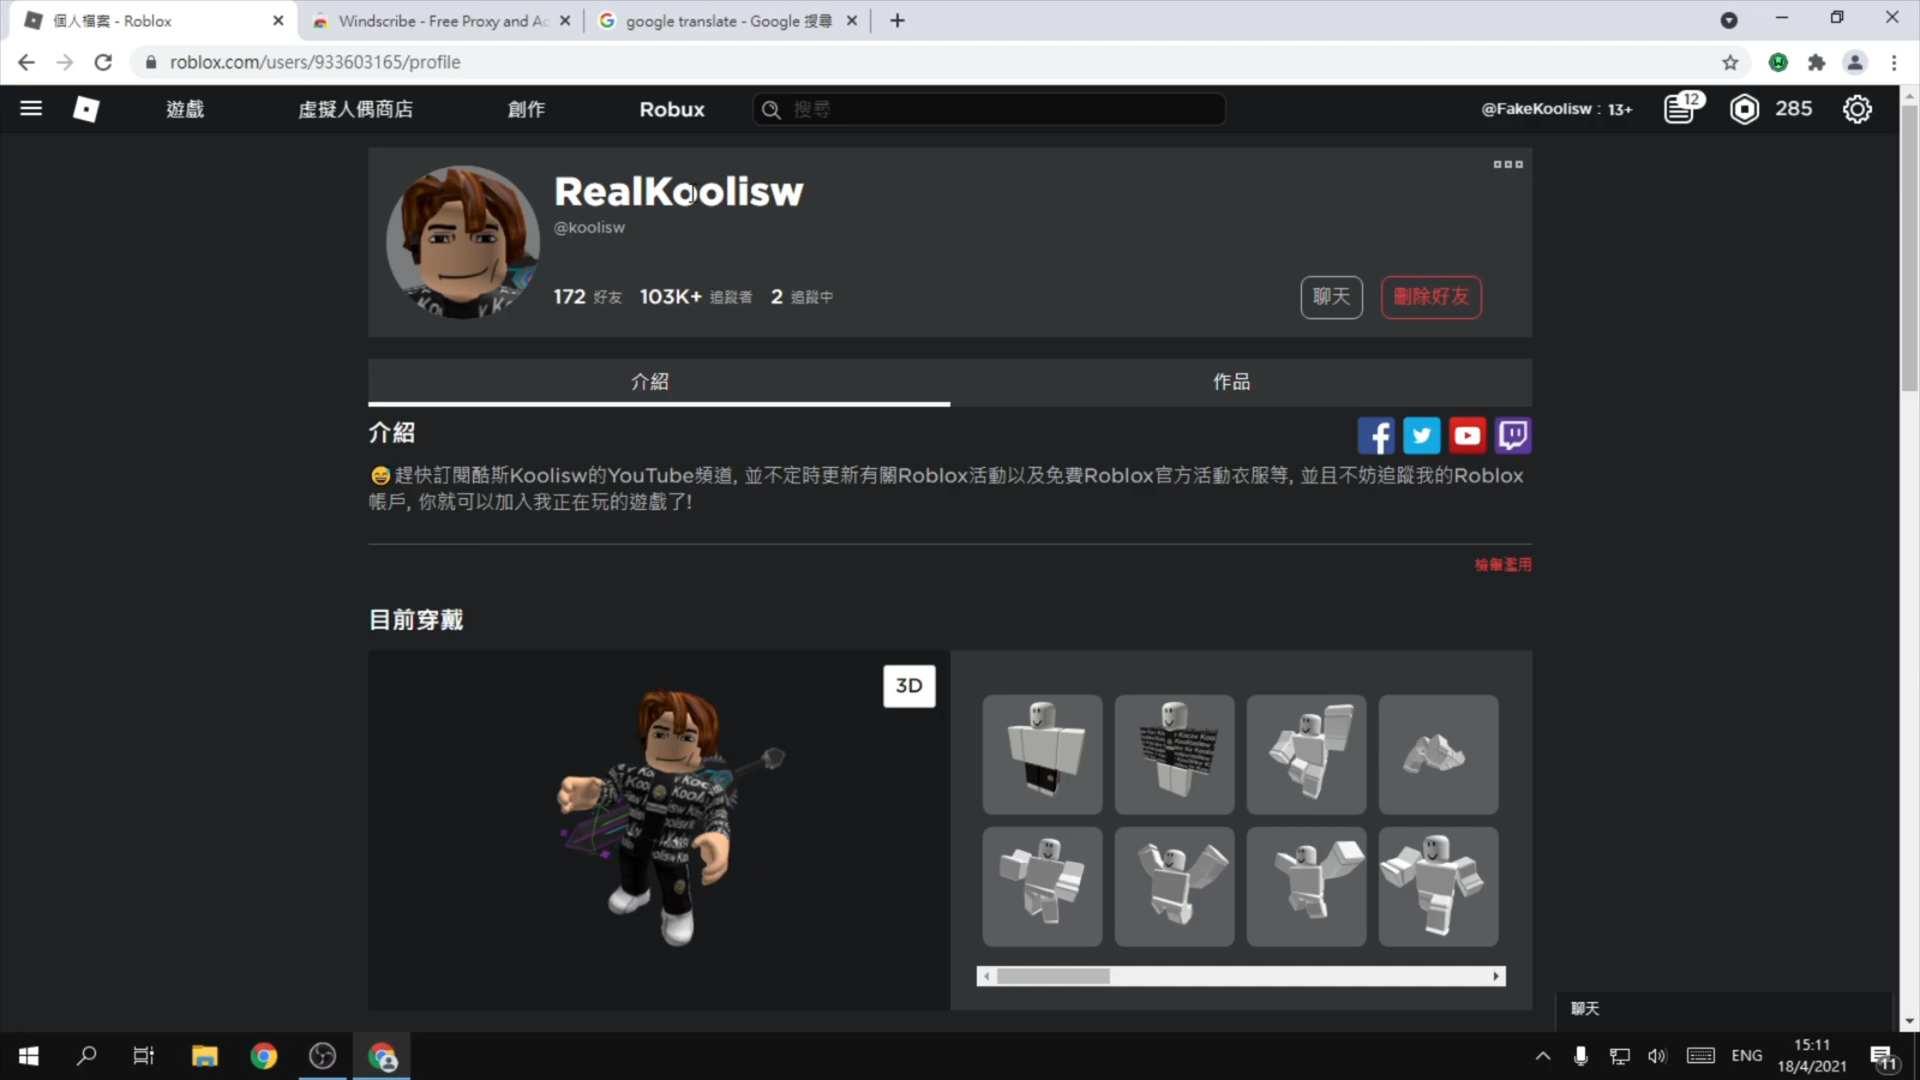 個人檔案 - Roblox
Windscribe - Free Proxy and Ad
google translate - Google 搜尋
roblox.com/users/933603165/profile
遊戲
虛擬人偶商店
創作
Robux
搜尋
@FakeKoolisw : 13+
12
285
RealKoolisw
@koolisw
172 好友 103K+ 追蹤者 2 追蹤中
聊天
刪除好友
介紹
作品
介紹
😅趕快訂閱酷斯Koolisw的YouTube頻道, 並不定時更新有關Roblox活動以及免費Roblox官方活動衣服等, 並且不妨追蹤我的Roblox
帳戶, 你就可以加入我正在玩的遊戲了!
檢舉濫用
目前穿戴
3D
聊天
ENG
15:11
18/4/2021
11